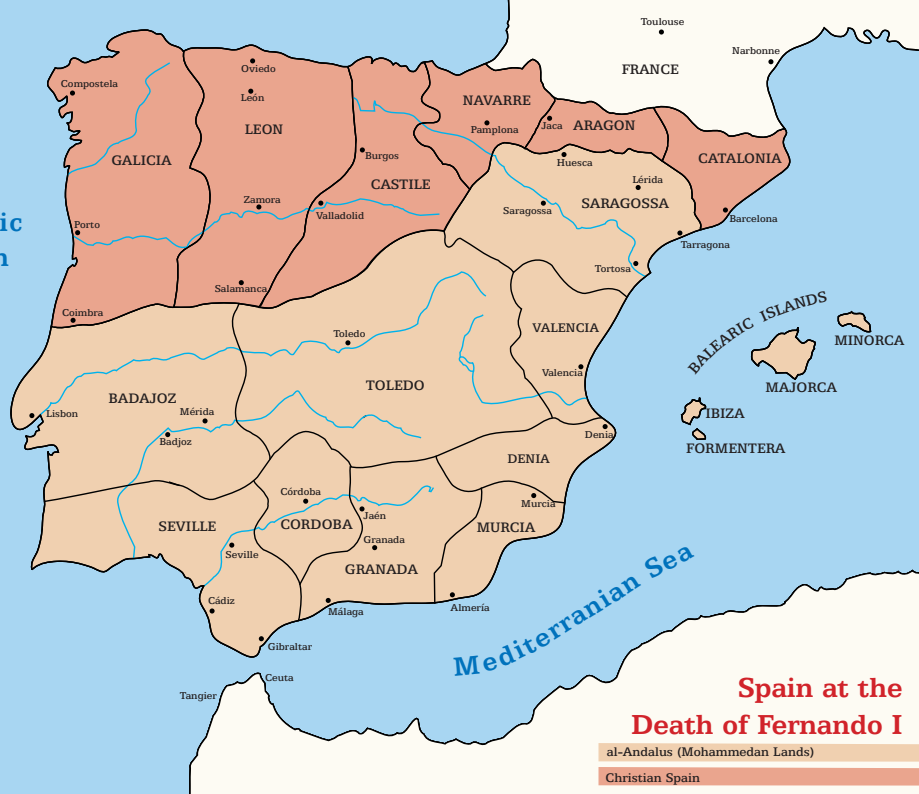 Toulouse
Narbonne
FRANCE
Oviedo
Compostela
León
NAVARRE
LEON
Pamplona
Jaca
ARAGON
GALICIA
Burgos
Huesca
CATALONIA
CASTILE
Lérida
Zamora
SARAGOSSA
Valladolid
Saragossa
Barcelona
ic
Porto
Tarragona
n
Tortosa
Salamanca
Coimbra
BALEARIC ISLANDS
VALENCIA
Toledo
MINORCA
Valencia
TOLEDO
MAJORCA
BADAJOZ
Lisbon
Mérida
IBIZA
Badjoz
Denia
FORMENTERA
DENIA
Córdoba
Murcia
Jaén
SEVILLE
CORDOBA
MURCIA
Granada
Seville
GRANADA
Cádiz
Málaga
Almería
Mediterranian Sea
Gibraltar
Ceuta
Tangier
Spain at the
Death of Fernando I
al-Andalus (Mohammedan Lands)
Christian Spain